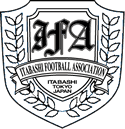 IFA
ITABASHI FOOTBALL ASSOCIATION
ITABASHI
TOKYO
JAPAN